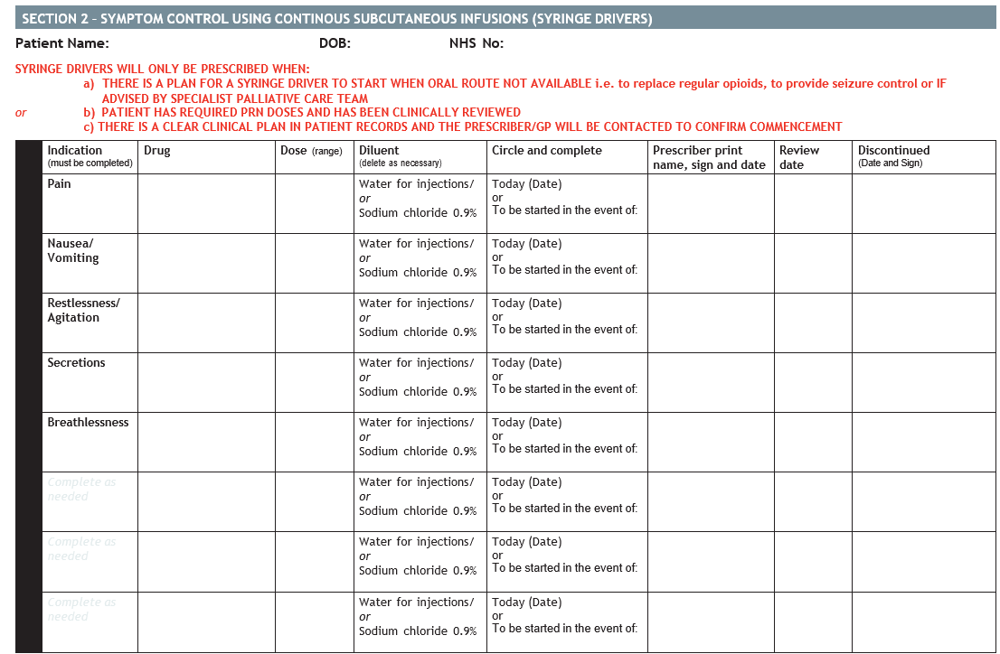 SECTION 2 – SYMPTOM CONTROL USING CONTINOUS SUBCUTANEOUS INFUSIONS (SYRINGE DRIVERS)
Patient Name: DOB: NHS No:
SYRINGE DRIVERS WILL ONLY BE PRESCRIBED WHEN:
a) THERE IS A PLAN FOR A SYRINGE DRIVER TO START WHEN ORAL ROUTE NOT AVAILABLE i.e. to replace regular opioids, to provide seizure control or IF
ADVISED BY SPECIALIST PALLIATIVE CARE TEAM
or b) PATIENT HAS REQUIRED PRN DOSES AND HAS BEEN CLINICALLY REVIEWED
c) THERE IS A CLEAR CLINICAL PLAN IN PATIENT RECORDS AND THE PRESCRIBER/GP WILL BE CONTACTED TO CONFIRM COMMENCEMENT
Indication Drug Dose (range) Diluent Circle and complete Prescriber print Review Discontinued
(must be completed) (delete as necessary) name, sign and date date (Date and Sign)
Pain Water for injections/ Today (Date)
or or
Sodium chloride 0.9% To be started in the event of:
Nausea/ Water for injections/ Today (Date)
Vomiting or or
Sodium chloride 0.9% To be started in the event of:
Restlessness/ Water for injections/ Today (Date)
Agitation or or
Sodium chloride 0.9% To be started in the event of:
Secretions Water for injections/ Today (Date)
or or
Sodium chloride 0.9% To be started in the event of:
Breathlessness Water for injections/ Today (Date)
or or
Sodium chloride 0.9% To be started in the event of:
Complete as Water for injections/ Today (Date)
needed or or
Sodium chloride 0.9% To be started in the event of:
Complete as Water for injections/ Today (Date)
needed or or
Sodium chloride 0.9% To be started in the event of:
Complete as Water for injections/ Today (Date)
needed or or
Sodium chloride 0.9% To be started in the event of: